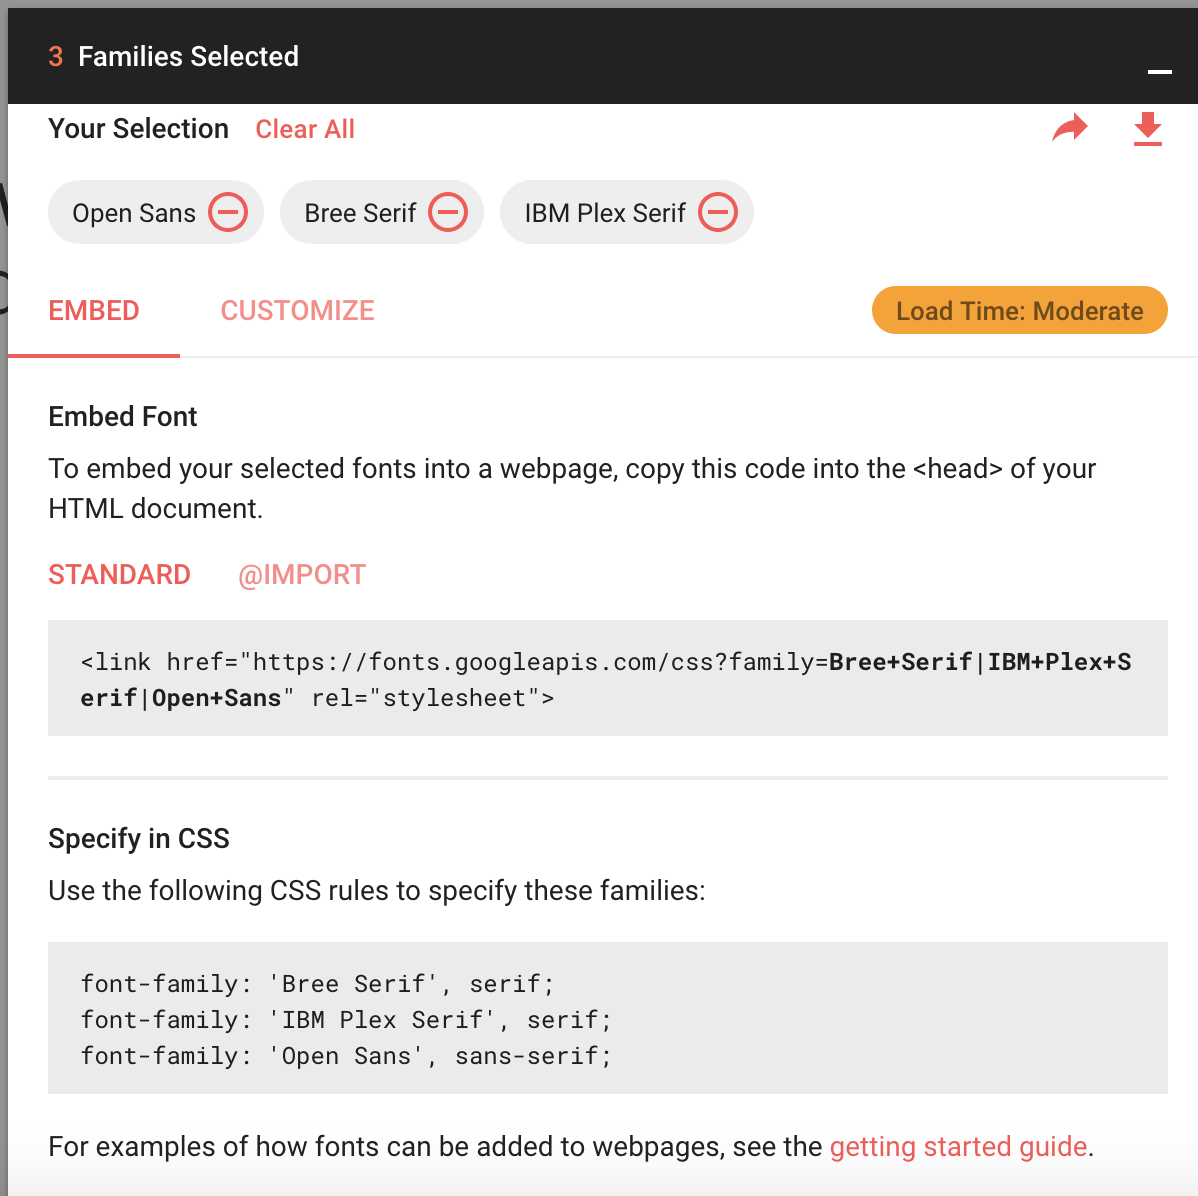 3 Families Selected
Your Selection Clear All
Open Sans Bree Serif IBM Plex Serif
EMBED CUSTOMIZE Load Time: Moderate
Embed Font
To embed your selected fonts into a webpage, copy this code into the <head> of your
HTML document.
STANDARD @IMPORT
<link href="https://fonts.googleapis.com/css?family=Bree+Serif|IBM+Plex+S
erif|Open+Sans" rel="stylesheet">
Specify in CSS
Use the following CSS rules to specify these families:
font-family: 'Bree Serif', serif;
font-family: 'IBM Plex Serif', serif;
font-family: 'Open Sans', sans-serif;
For examples of how fonts can be added to webpages, see the getting started guide.